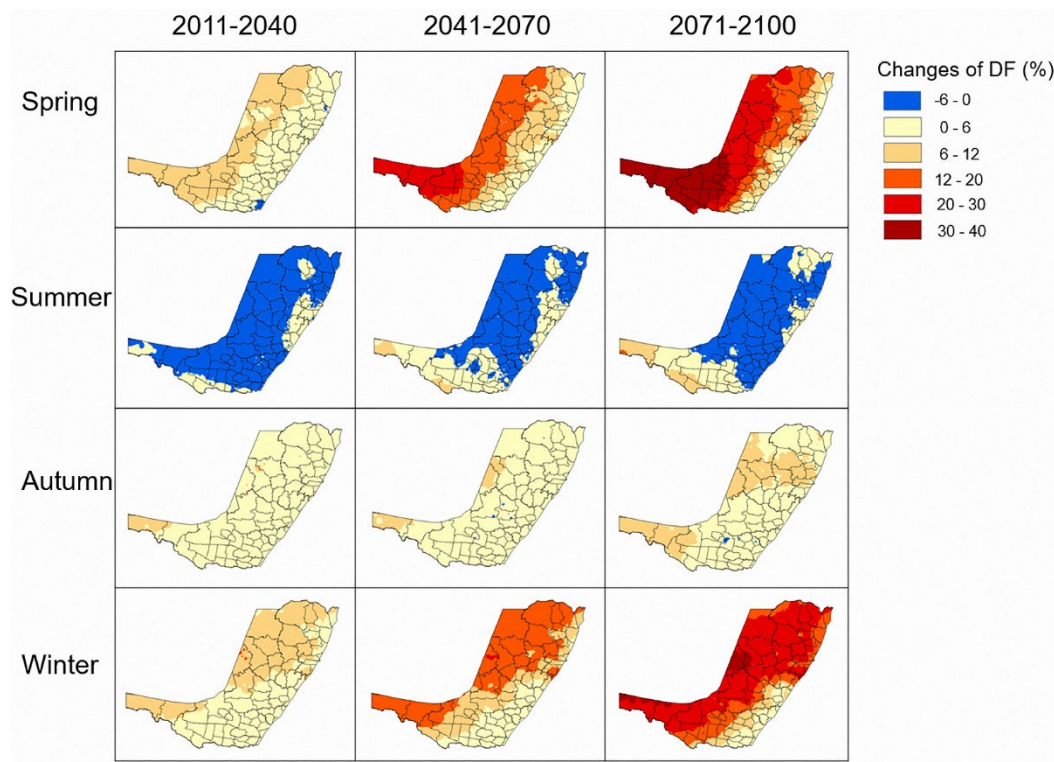 2011-2040 2041-2070 2071-2100
Changes of DF (%)
Spring
-6 - 0
0 - 6
6 - 12
12 - 20
20 - 30
30 - 40
Summer
Autumn
Winter